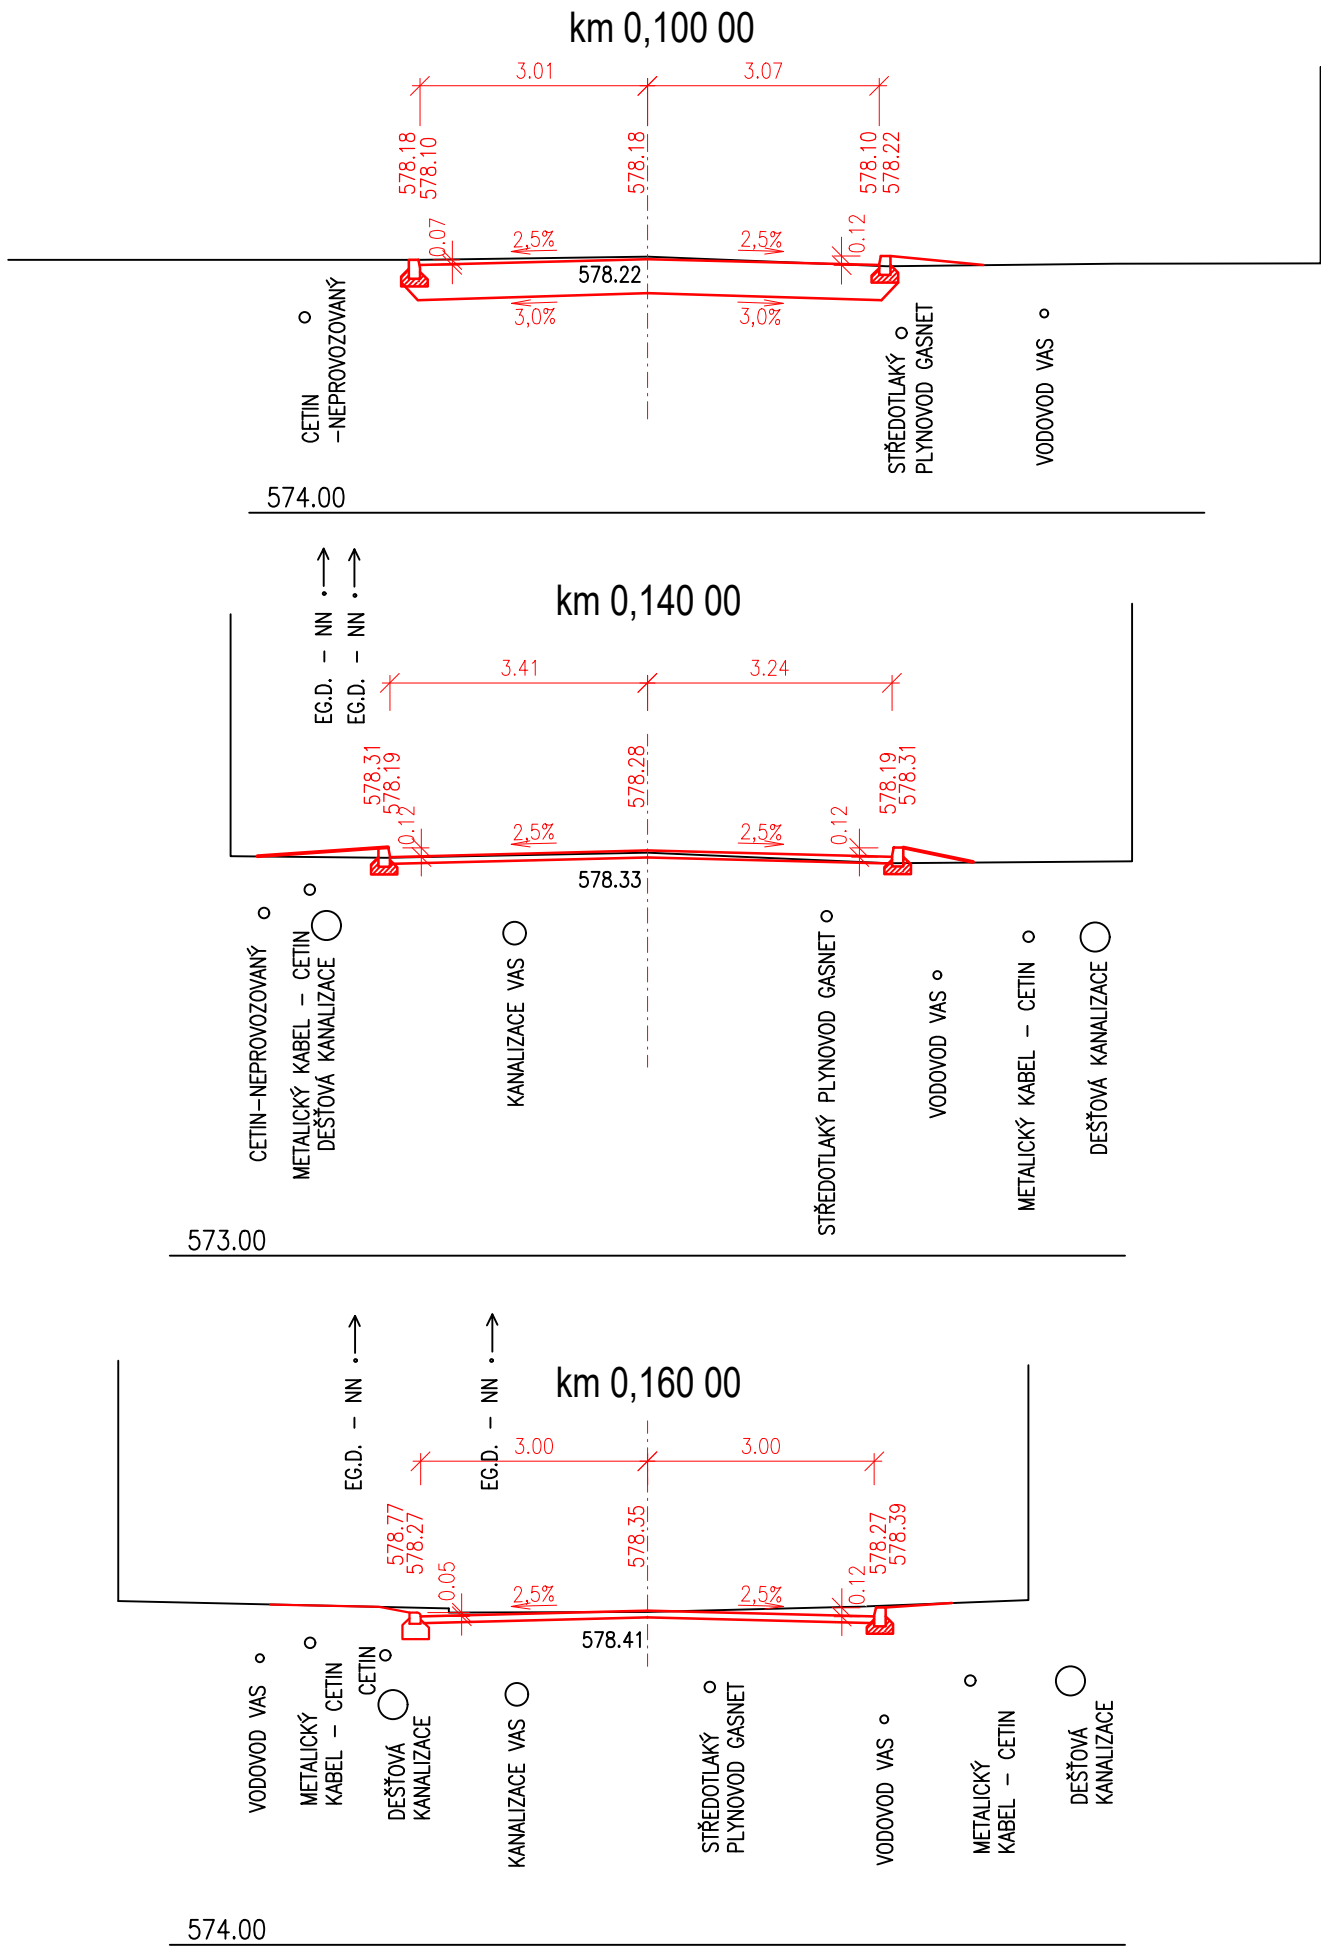 km 0,100 00
3.01
3.07
578.18
578.10
578.18
578.10
578.22
0.07
2,5%
2,5%
0.12
578.22
3,0%
3,0%
CETIN
-NEPROVOZOVANÝ
STŘEDOTLAKÝ
PLYNOVOD GASNET
VODOVOD VAS
574.00
EG.D. - NN
EG.D. - NN
km 0,140 00
3.41
3.24
578.31
578.19
578.28
578.19
578.31
0.12
2,5%
2,5%
0.12
578.33
CETIN-NEPROVOZOVANÝ
METALICKÝ KABEL - CETIN
DEŠŤOVÁ KANALIZACE
KANALIZACE VAS
STŘEDOTLAKÝ PLYNOVOD GASNET
VODOVOD VAS
METALICKÝ KABEL - CETIN
DEŠŤOVÁ KANALIZACE
573.00
EG.D. - NN
EG.D. - NN
km 0,160 00
3.00
3.00
578.77
578.27
578.35
578.27
578.39
0.05
2,5%
2,5%
0.12
578.41
VODOVOD VAS
METALICKÝ
KABEL - CETIN
CETIN
DEŠŤOVÁ
KANALIZACE
KANALIZACE VAS
STŘEDOTLAKÝ
PLYNOVOD GASNET
VODOVOD VAS
METALICKÝ
KABEL - CETIN
DEŠŤOVÁ
KANALIZACE
574.00